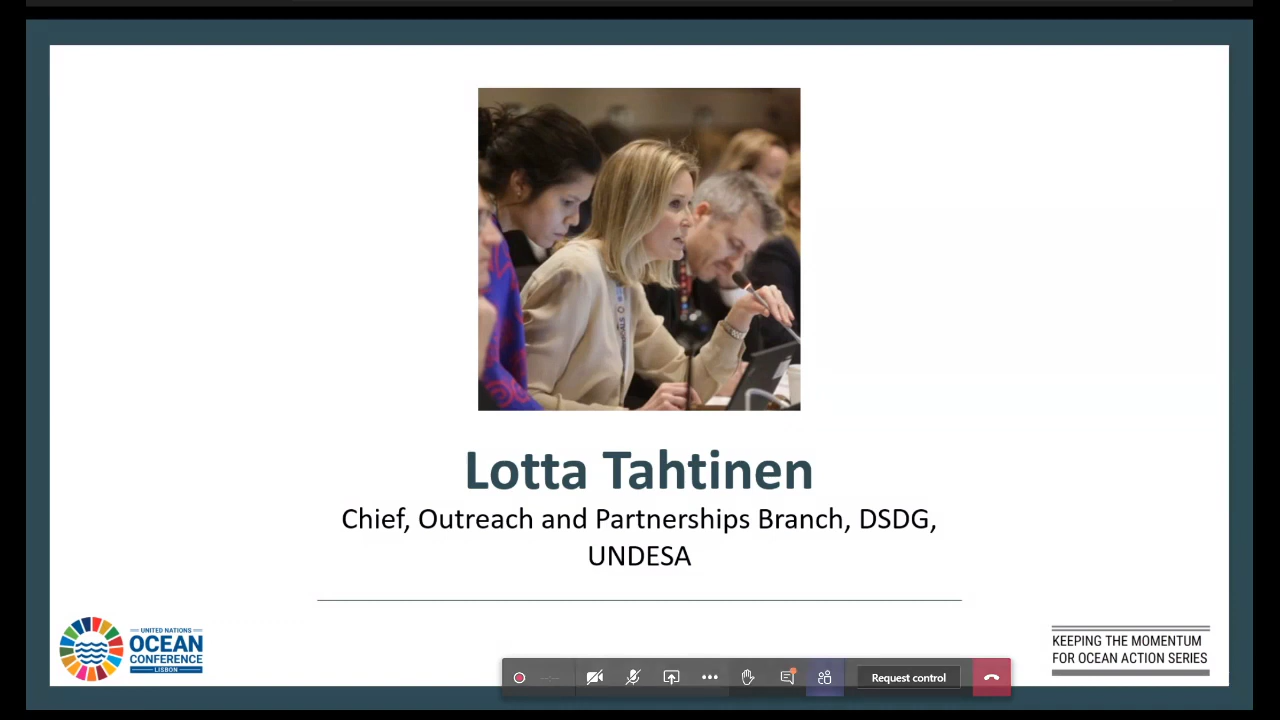 Lotta Tahtinen
Chief, Outreach and Partnerships Branch, DSDG,
UNDESA
UNITED NATIONS
OCEAN
CONFERENCE
LISBON
KEEPING THE MOMENTUM
FOR OCEAN ACTION SERIES
Request control